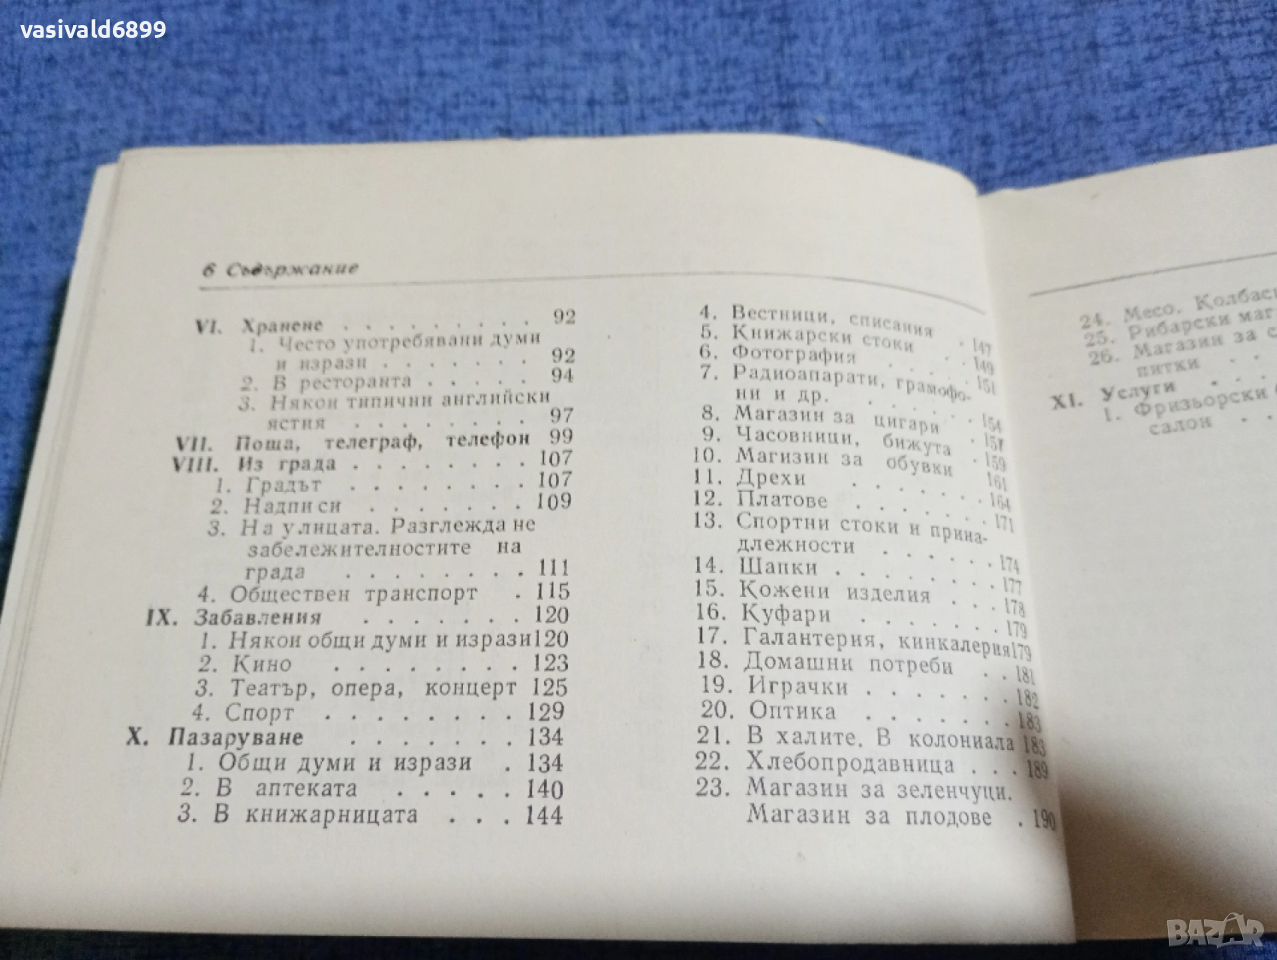 vasivald6899
6 Съдържание
VI. Хранене . . . . . . . . . 92
1. Често употребявани думи
и изрази . . . . . . . 92
2. В ресторанта . . . . . 94
3. Някои типични английски
ястия . . . . . . . . 97
VII. Поща, телеграф, телефон 99
VIII. Из града . . . . . . . . 107
1. Градът . . . . . . . . 107
2. Надписи . . . . . . . 109
3. На улицата. Разглеждане
забележителностите на
града . . . . . . . . 111
4. Обществен транспорт . 115
IX. Забавления . . . . . . . 120
1. Някои общи думи и изрази 120
2. Кино . . . . . . . . 123
3. Театър, опера, концерт 125
4. Спорт . . . . . . . . 129
X. Пазаруване . . . . . . . 134
1. Общи думи и изрази . 134
2. В аптеката . . . . . 140
3. В книжарницата . . . 144
4. Вестници, списания . 147
5. Книжарски стоки . . 149
6. Фотография . . . . . 151
7. Радиоапарати, грамофо-
ни и др. . . . . . . 154
8. Магазин за цигари . 157
9. Часовници, бижута . 159
10. Магизин за обувки 161
11. Дрехи . . . . . . . 164
12. Платове . . . . . . 171
13. Спортни стоки и прина-
длежности . . . . . . 174
14. Шапки . . . . . . . 177
15. Кожени изделия . . . 178
16. Куфари . . . . . . . 179
17. Галантерия, кинкалерия 179
18. Домашни потреби . . 181
19. Играчки . . . . . . . 182
20. Оптика . . . . . . . 183
21. В халите. В колониала 183
22. Хлебопродавница . . . 189
23. Магазин за зеленчуци.
Магазин за плодове . 190
24. Месо. Колбас
25. Рибарски маг
26. Магазин за с
питки . . .
XI. Услуги . . . .
1. Фризьорски
салон . .
BAZAR